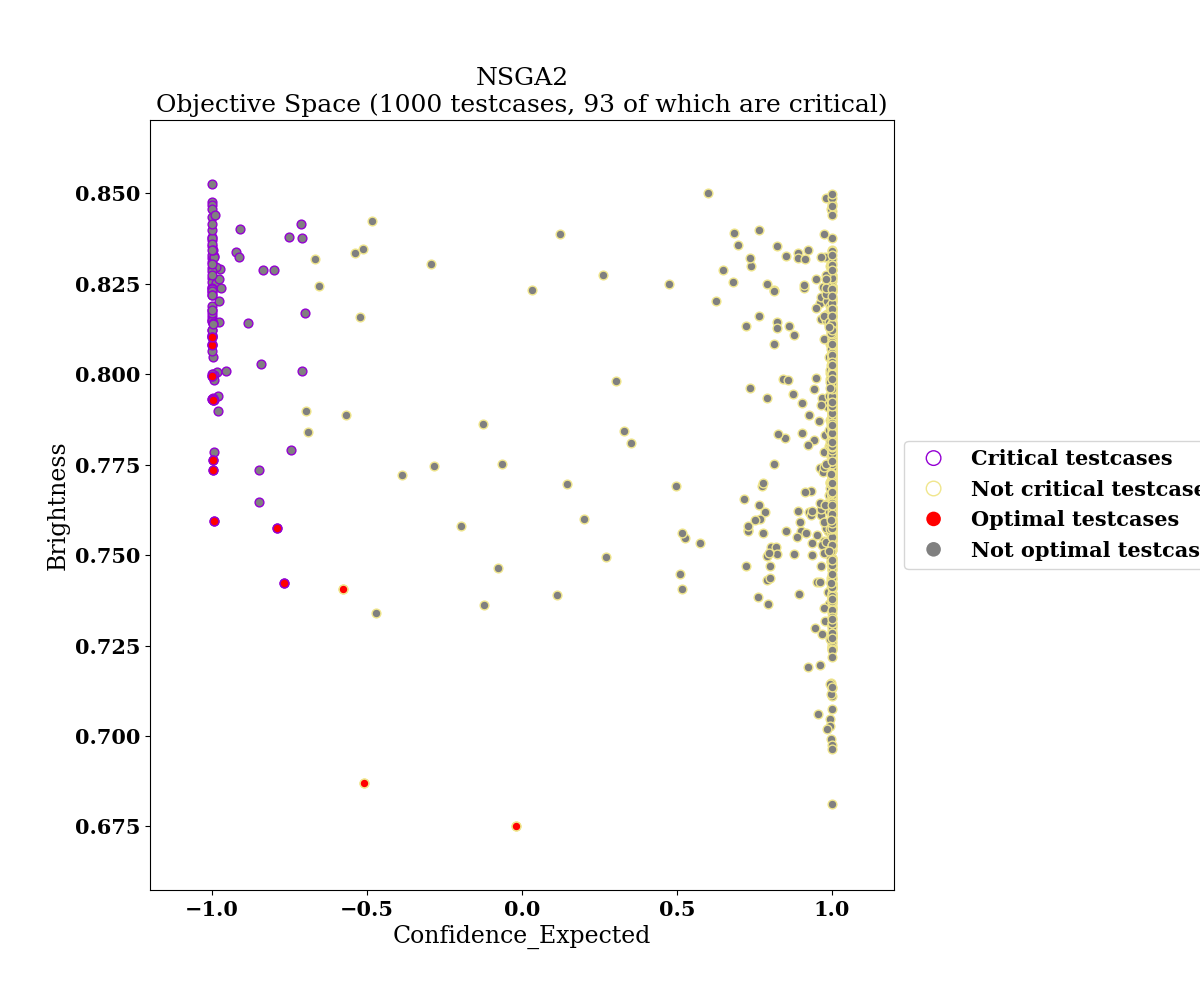 NSGA2
Objective Space (1000 testcases, 93 of which are critical)
0.850
0.825
0.800
0.775
0.750
0.725
0.700
0.675
Brightness
−1.0
−0.5
0.0
0.5
1.0
Confidence_Expected
Critical testcases
Not critical testcase
Optimal testcases
Not optimal testcas